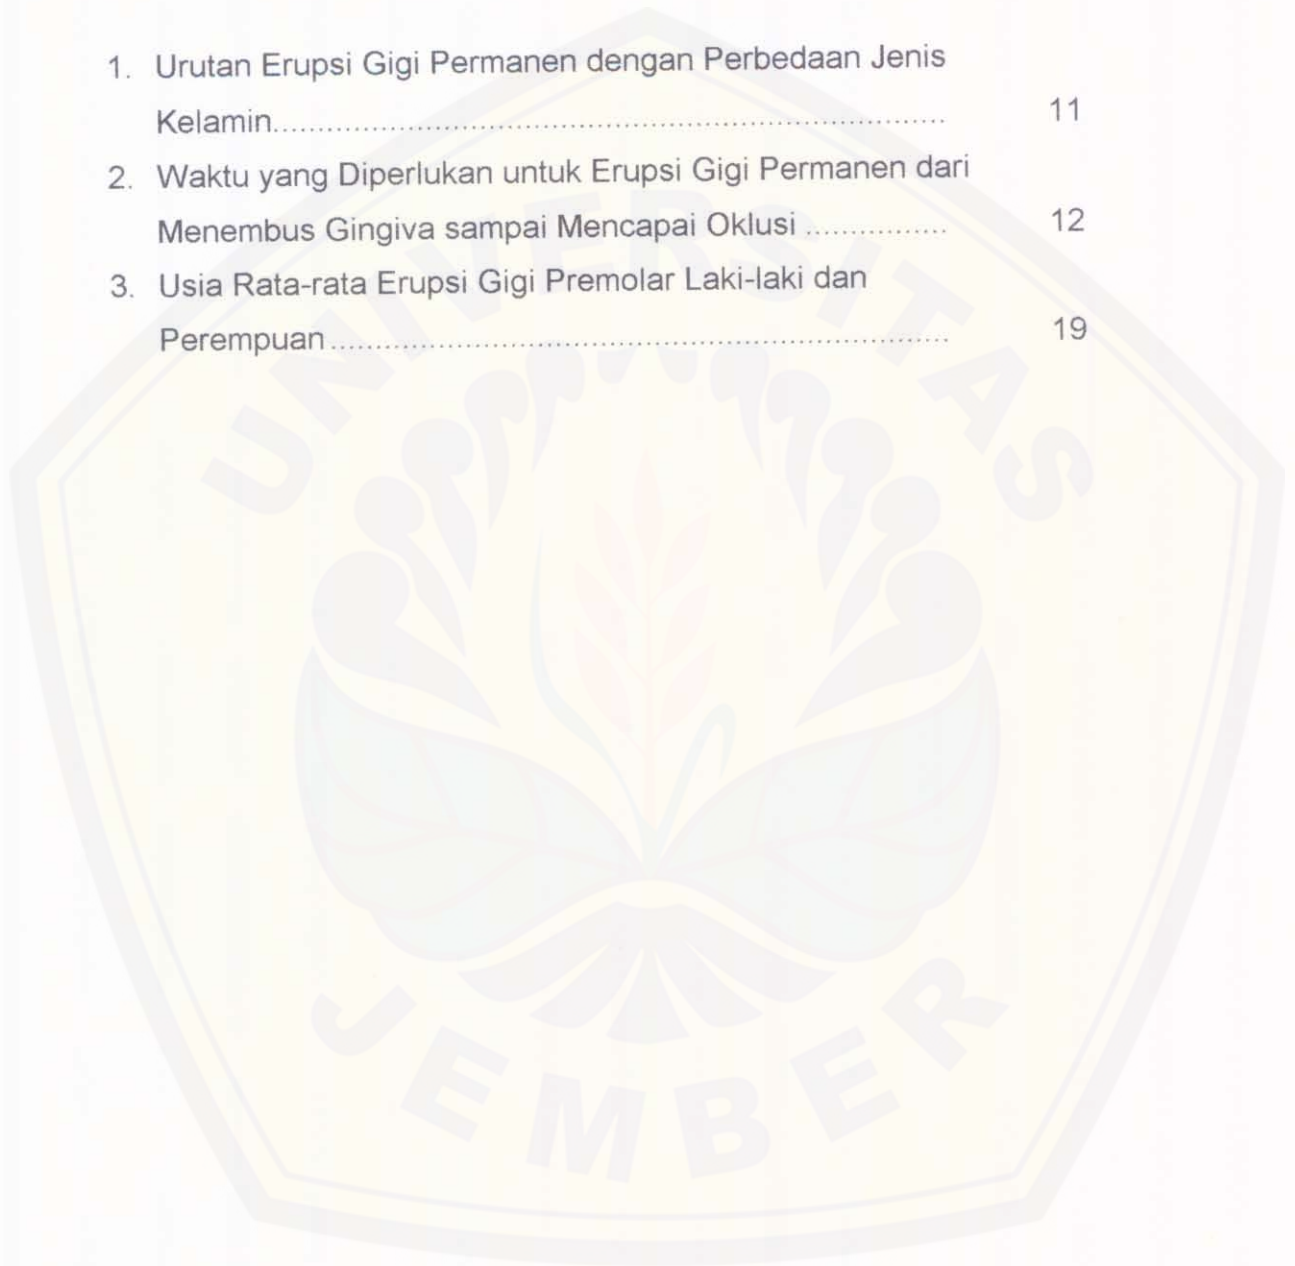 1. Urutan Erupsi Gigi Permanen dengan Perbedaan Jenis
Kelamin........................................................................... 11
2. Waktu yang Diperlukan untuk Erupsi Gigi Permanen dari
Menembus Gingiva sampai Mencapai Oklusi ................ 12
3. Usia Rata-rata Erupsi Gigi Premolar Laki-laki dan
Perempuan ..................................................................... 19
UNIVERSITAS
JEMBER